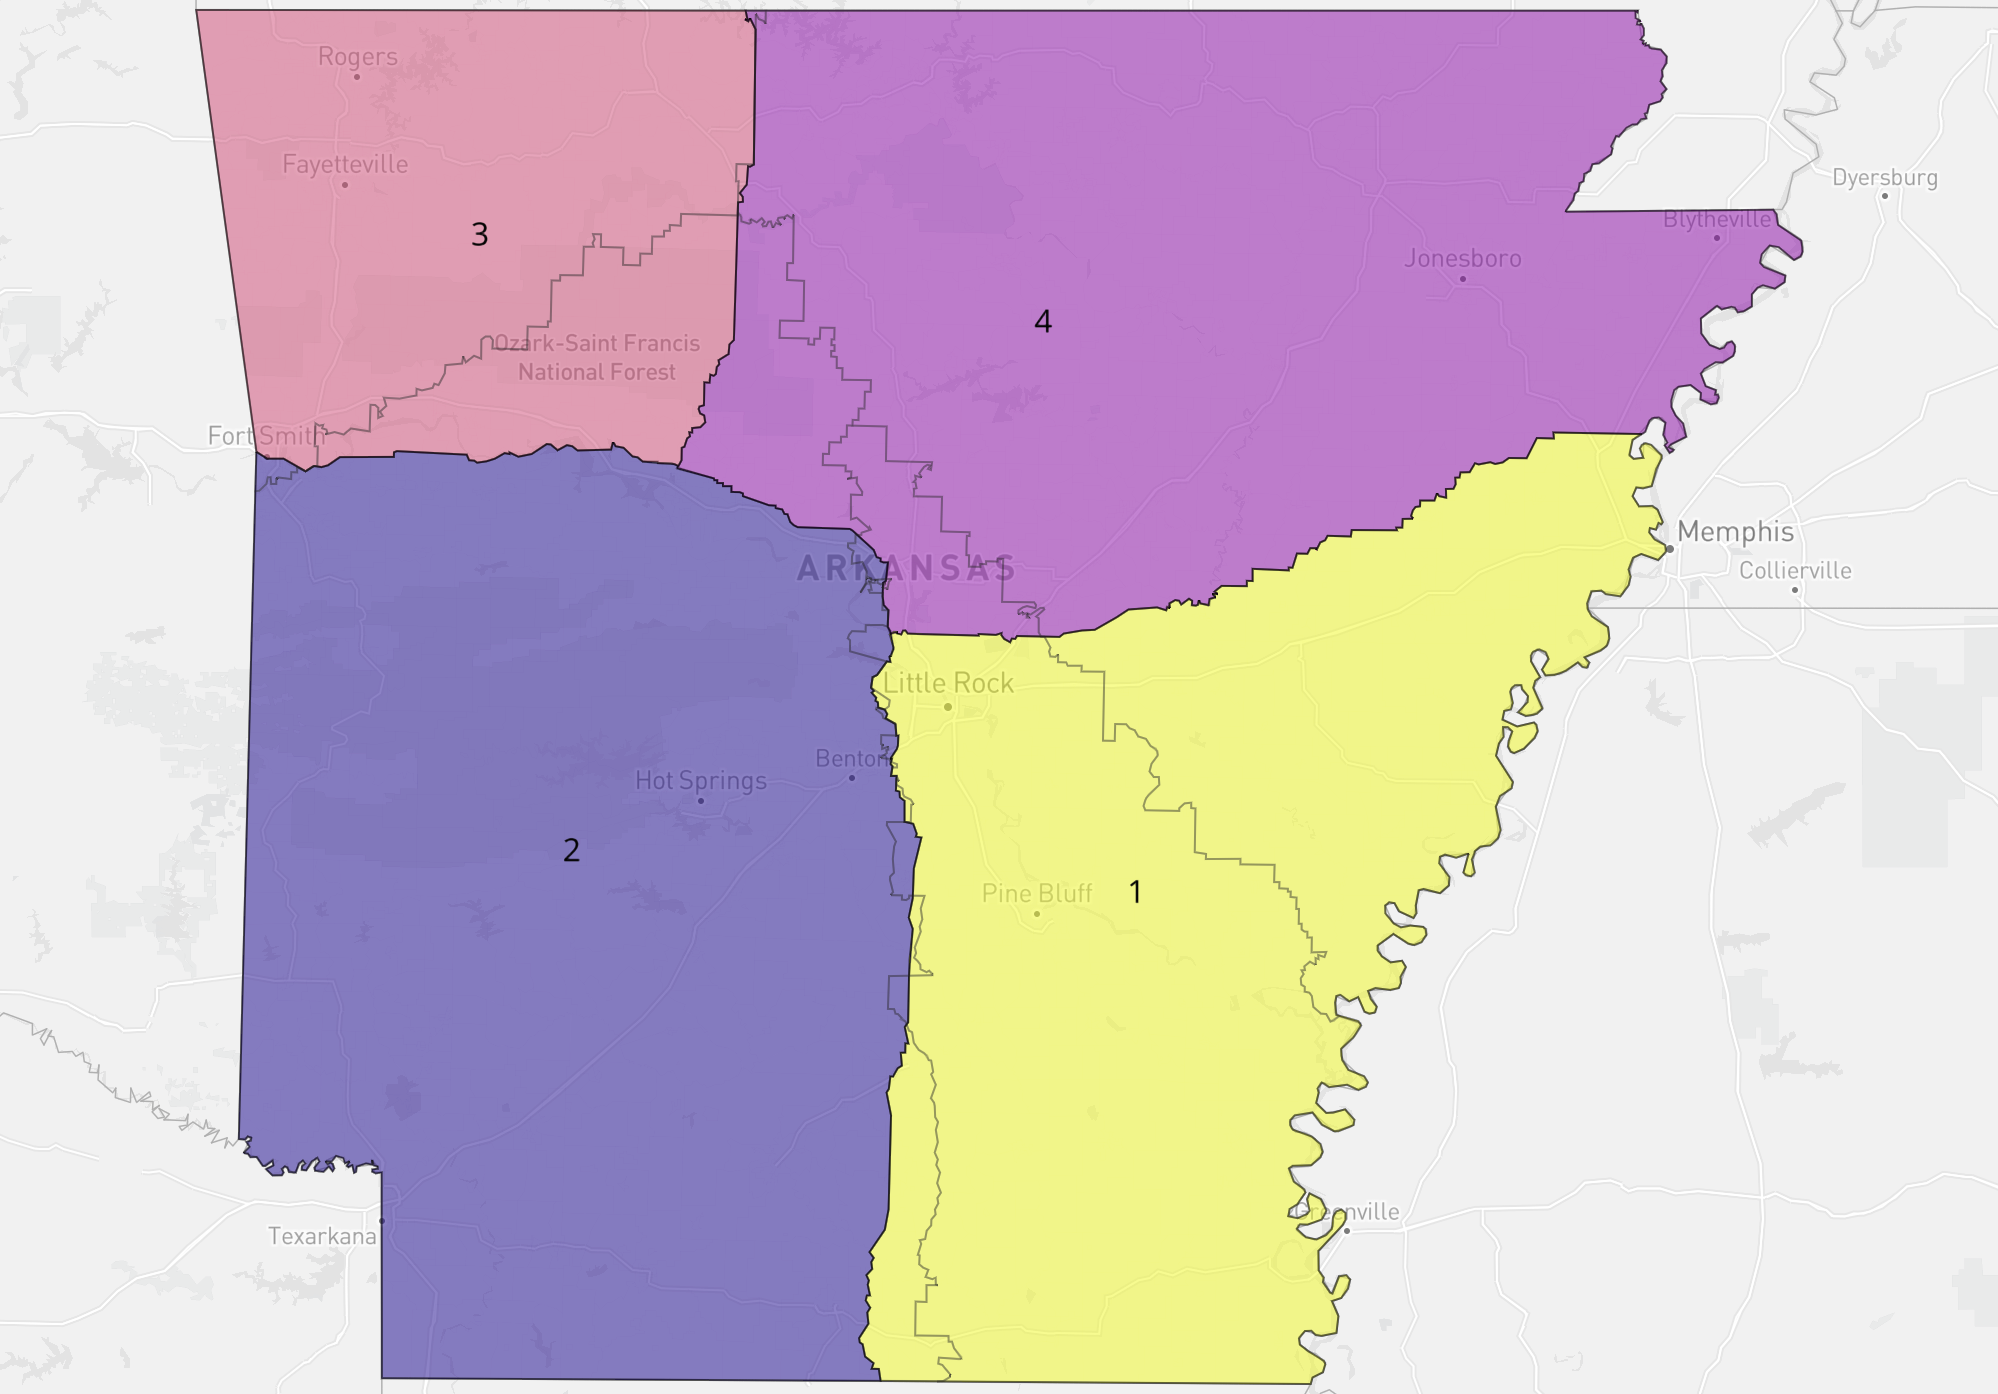 Rogers
Fayetteville
3
Dyersburg
Blytheville
Jonesboro
4
Ozark-Saint Francis
National Forest
Fort Smith
Memphis
ARKANSAS
Collierville
Little Rock
Benton
Hot Springs
2
Pine Bluff
1
Greenville
Texarkana